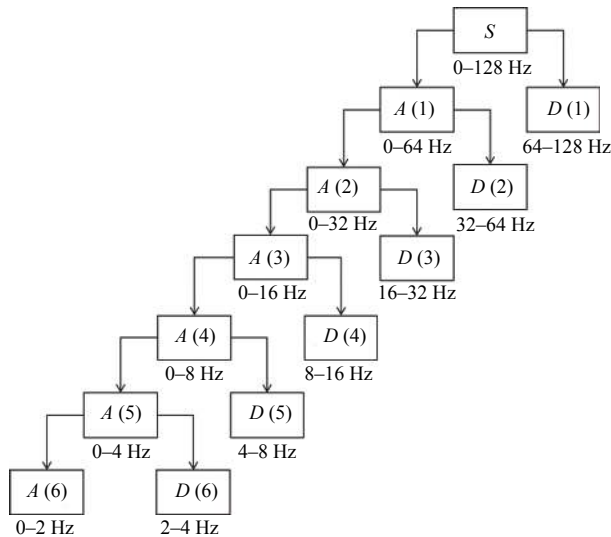 S
0–128 Hz
A (1)
D (1)
0–64 Hz
64–128 Hz
A (2)
D (2)
0–32 Hz
32–64 Hz
A (3)
D (3)
0–16 Hz
16–32 Hz
A (4)
D (4)
0–8 Hz
8–16 Hz
A (5)
D (5)
0–4 Hz
4–8 Hz
A (6)
D (6)
0–2 Hz
2–4 Hz